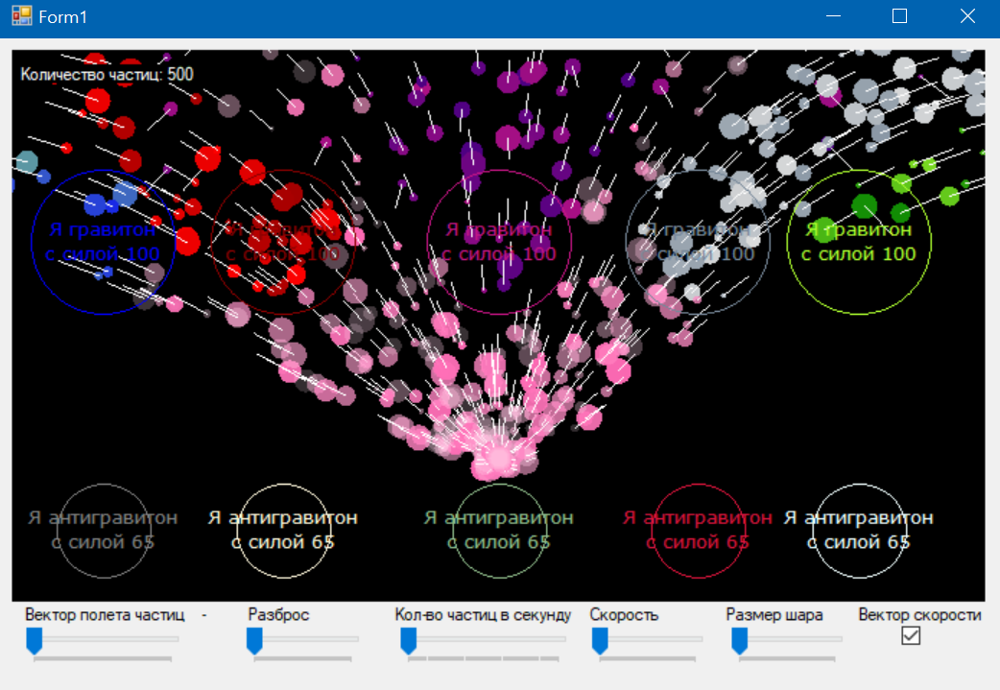 Form1
Количество частиц: 500
Я гравитон
с силой 100
Я гравитон
с силой 100
Я гравитон
с силой 100
Я гравитон
с силой 100
Я гравитон
с силой 100
Я антигравитон
с силой 65
Я антигравитон
с силой 65
Я антигравитон
с силой 65
Я антигравитон
с силой 65
Я антигравитон
с силой 65
Вектор полета частиц - Разброс Кол-во частиц в секунду Скорость Размер шара Вектор скорости